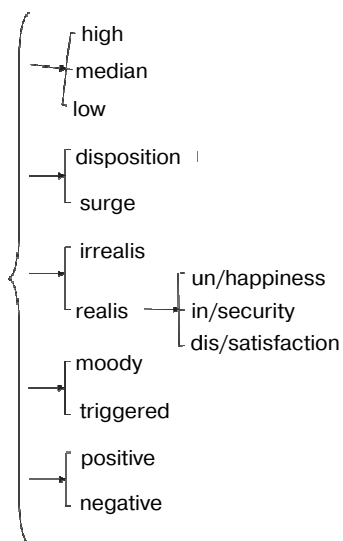 high
median
low
disposition
surge
irrealis
un/happiness
in/security
realis
dis/satisfaction
moody
triggered
positive
negative